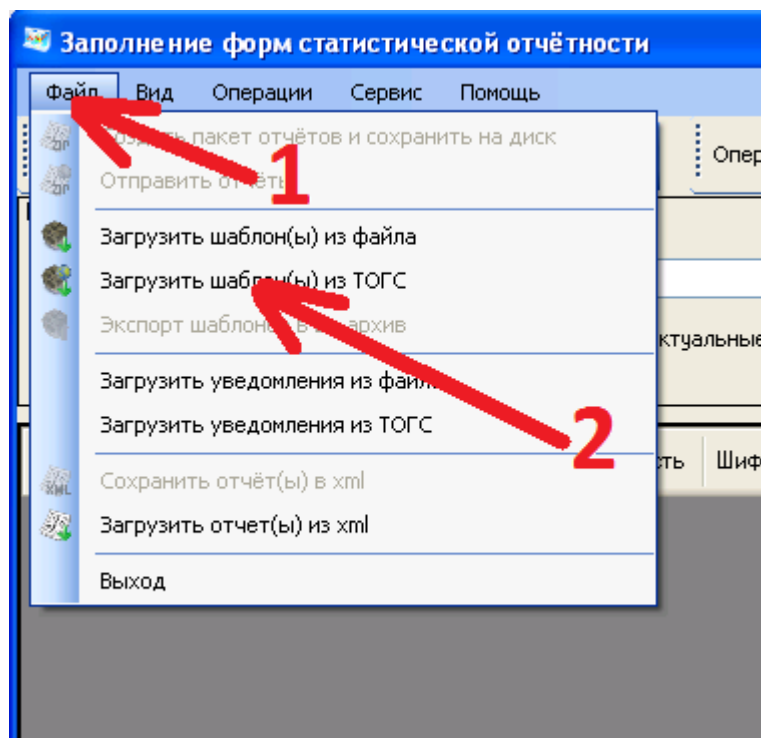 Заполнение форм статистической отчётности
Файл Вид Операции Сервис Помощь
пакет отчётов и сохранить на диск
Опер
1
Отправить
Загрузить шаблон(ы) из файла
Загрузить шаблон(ы) из ТОГС
Экспорт архив
ктуальные
Загрузить уведомления из файла
Загрузить уведомления из ТОГС
2
сть Шиф
Сохранить отчёт(ы) в xml
Загрузить отчет(ы) из xml
Выход